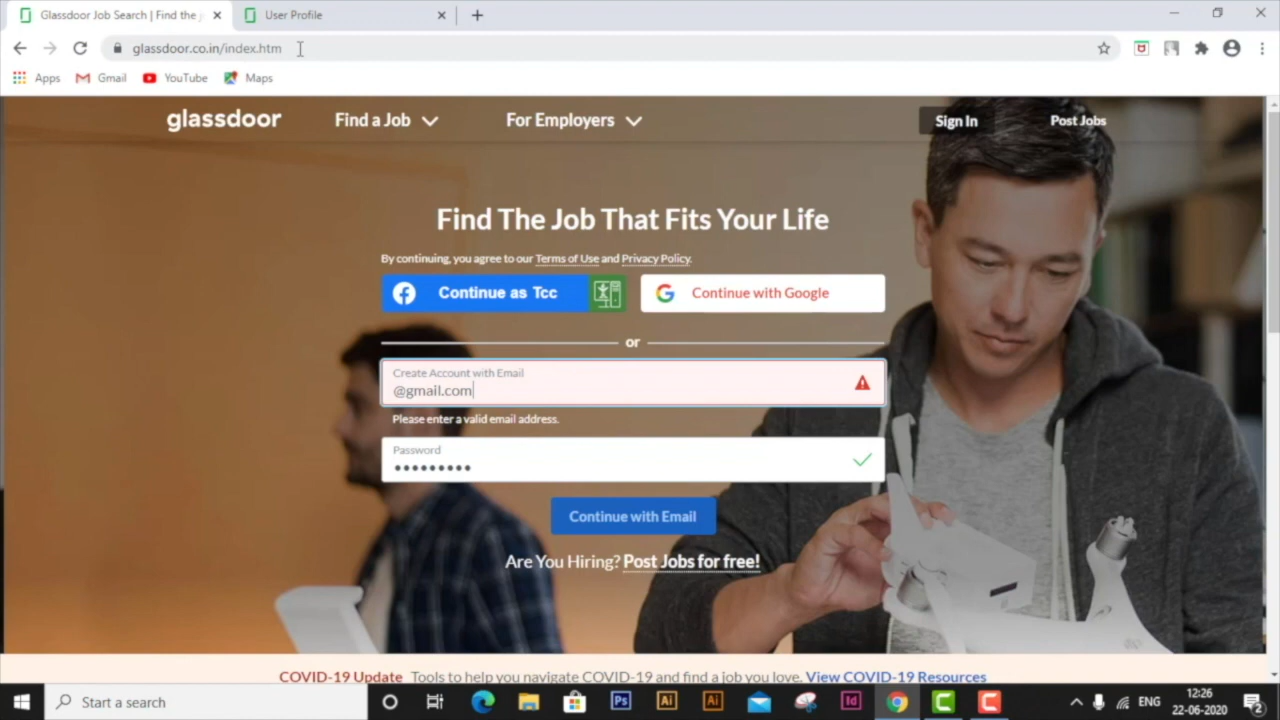 Glassdoor Job Search | Find the
User Profile
glassdoor.co.in/index.htm
Apps
Gmail
YouTube
Maps
glassdoor
Find a Job
For Employers
Sign In
Post Jobs
Find The Job That Fits Your Life
By continuing, you agree to our Terms of Use and Privacy Policy.
Continue as Tcc
Continue with Google
or
Create Account with Email
@gmail.com
Please enter a valid email address.
Password
•••••••••
Continue with Email
Are You Hiring? Post Jobs for free!
COVID-19 Update Tools to help you navigate COVID-19 and find a job you love. View COVID-19 Resources
Start a search
Ps
Ai
Ai
Id
C
C
ENG
12:26
22-06-2020
2